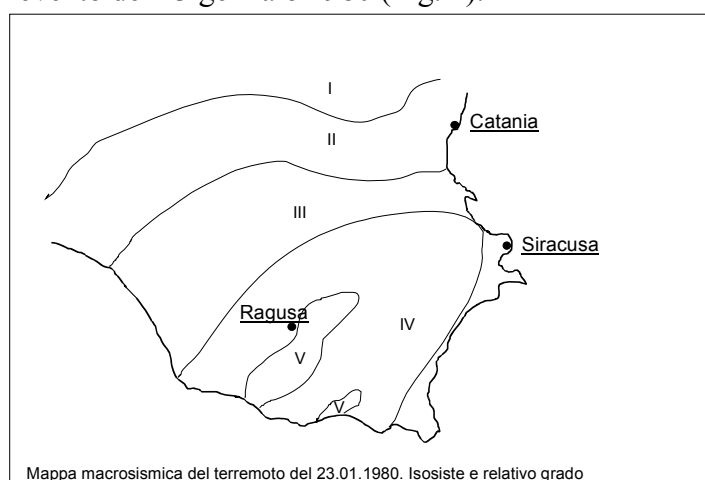 I
Catania
II
III
Siracusa
Ragusa
IV
V
V
Mappa macrosismica del terremoto del 23.01.1980. Isosiste e relativo grado